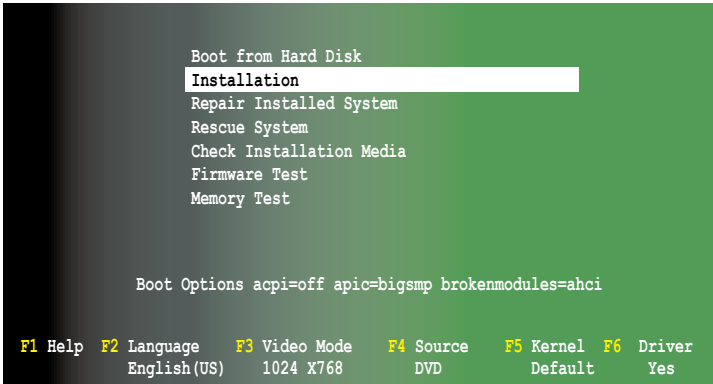 Boot from Hard Disk
Installation
Repair Installed System
Rescue System
Check Installation Media
Firmware Test
Memory Test
Boot Options acpi=off apic=bigsmp brokenmodules=ahci
F1 Help F2 Language F3 Video Mode F4 Source F5 Kernel F6 Driver
English(US) 1024 X768 DVD Default Yes